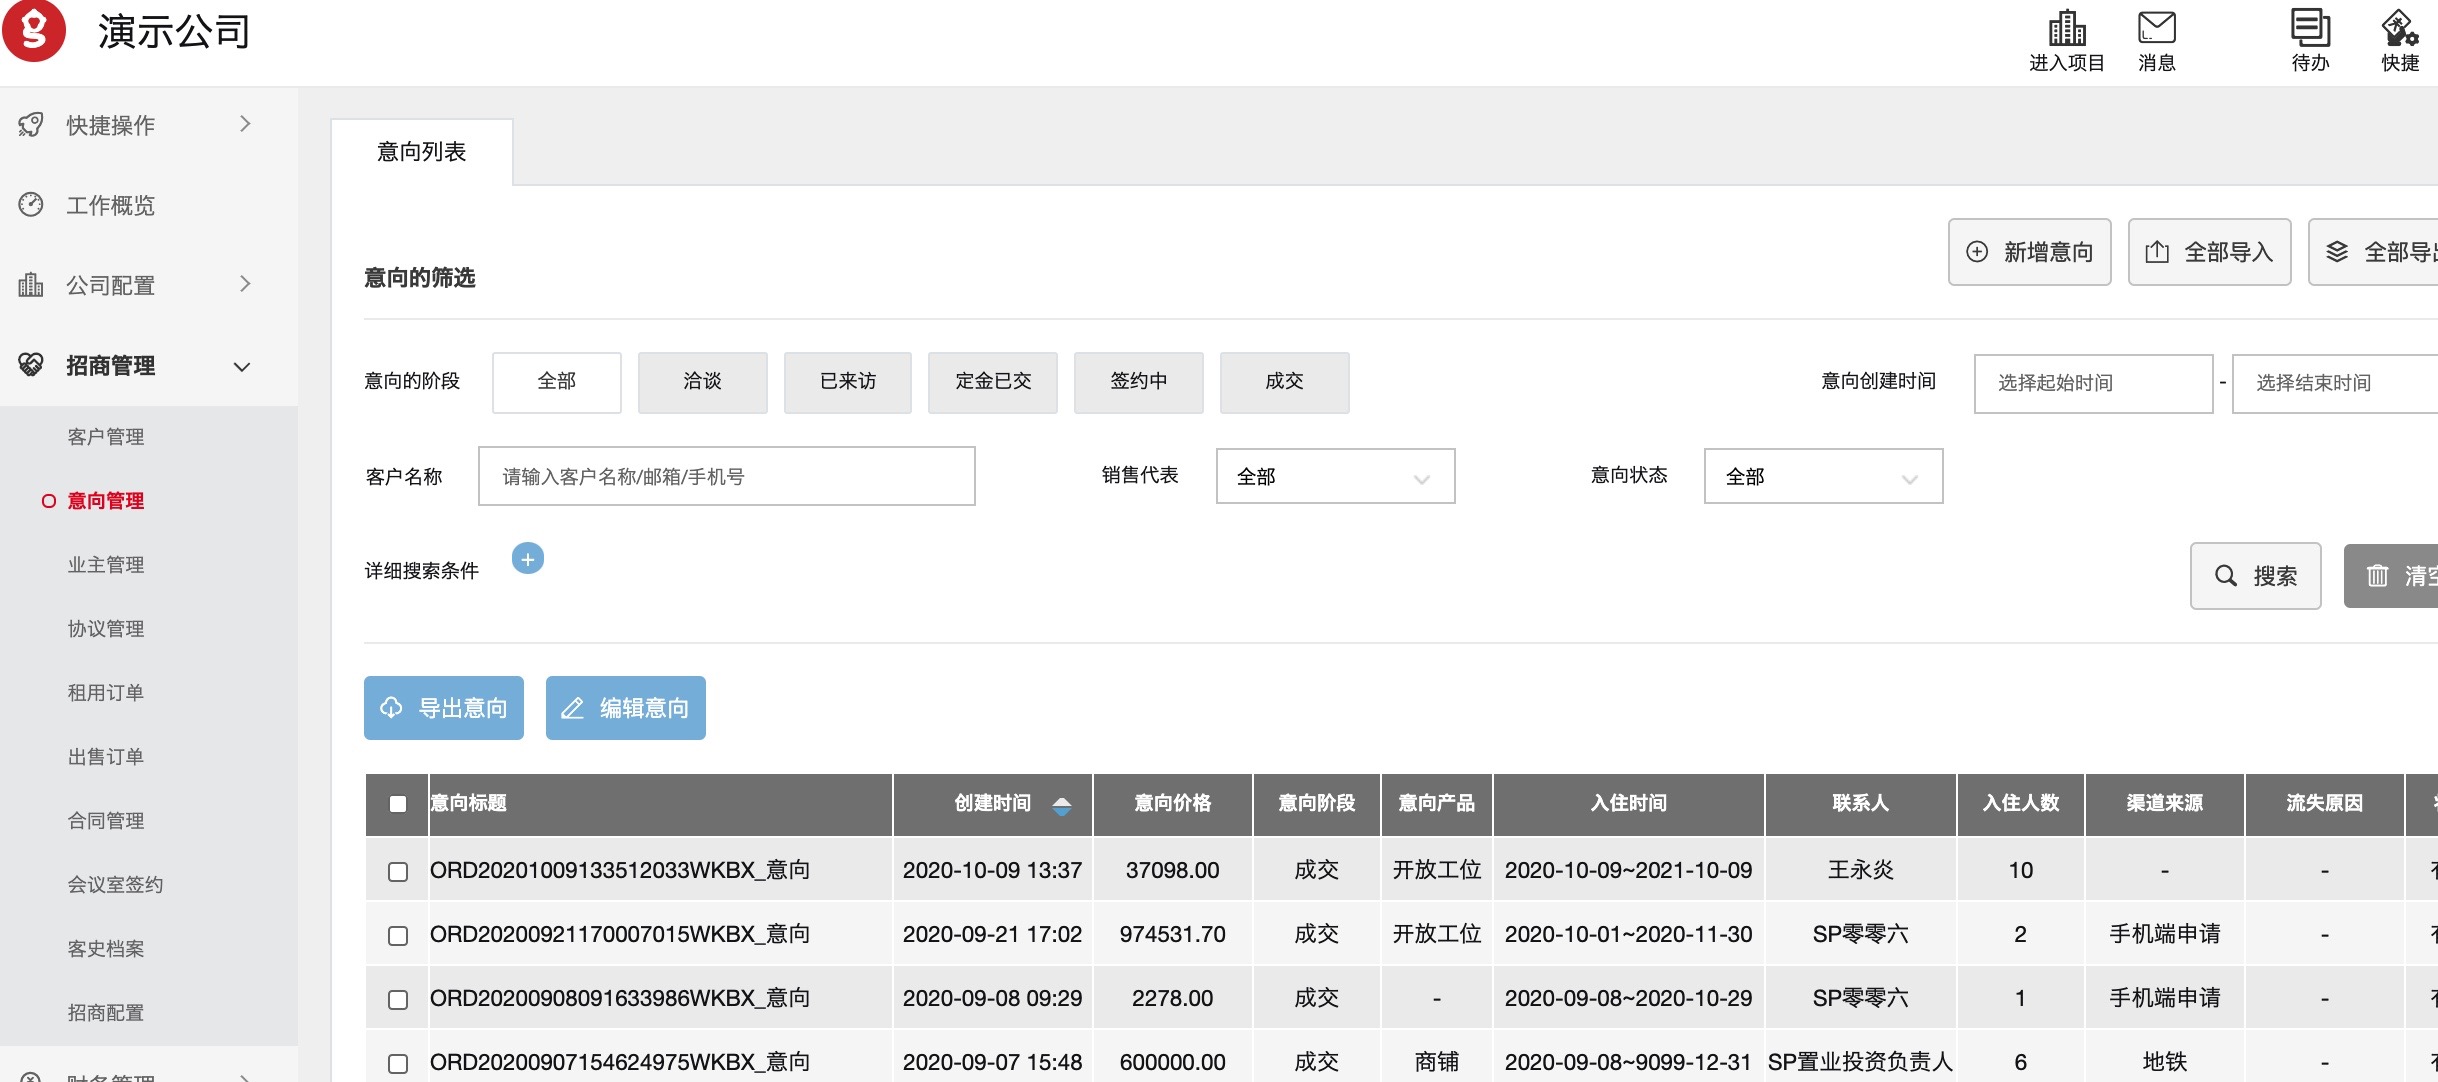 演示公司
进入项目
消息
待办
快捷
快捷操作
工作概览
公司配置
招商管理
客户管理
意向管理
业主管理
协议管理
租用订单
出售订单
合同管理
会议室签约
客史档案
招商配置
财务管理
意向列表
意向的筛选
新增意向
全部导入
全部导出
意向的阶段 全部 洽谈 已来访 定金已交 签约中 成交 意向创建时间 选择起始时间 - 选择结束时间
客户名称 请输入客户名称/邮箱/手机号 销售代表 全部 意向状态 全部
详细搜索条件 + 搜索 清空
导出意向 编辑意向
意向标题 创建时间 意向价格 意向阶段 意向产品 入住时间 联系人 入住人数 渠道来源 流失原因
ORD20201009133512033WKBX_意向 2020-10-09 13:37 37098.00 成交 开放工位 2020-10-09~2021-10-09 王永炎 10 - -
ORD20200921170007015WKBX_意向 2020-09-21 17:02 974531.70 成交 开放工位 2020-10-01~2020-11-30 SP零零六 2 手机端申请 -
ORD20200908091633986WKBX_意向 2020-09-08 09:29 2278.00 成交 - 2020-09-08~2020-10-29 SP零零六 1 手机端申请 -
ORD20200907154624975WKBX_意向 2020-09-07 15:48 600000.00 成交 商铺 2020-09-08~9099-12-31 SP置业投资负责人 6 地铁 -